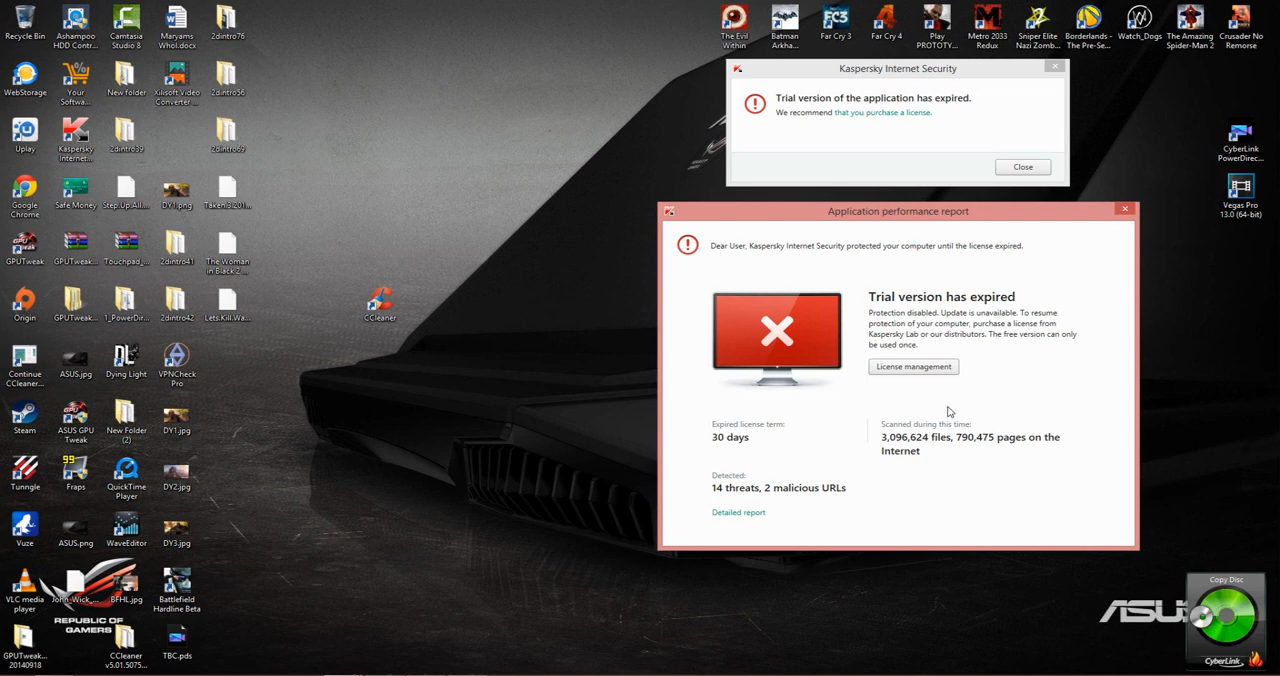 Recycle Bin
Ashampoo
HDD Contr...
Camtasia
Studio 8
Maryams
Whol.docx
2dintro76
WebStorage
Your
Softwa...
New folder
Xilisoft Video
Converter ...
2dintro56
Uplay
Kaspersky
Internet...
2dintro39
2dintro69
Google
Chrome
Safe Money
Step.Up.All....
DY1.png
Taken.3.201...
GPUTweak
GPUTweak...
Touchpad_...
2dintro41
The Woman
in Black 2 ...
Origin
GPUTweak...
1_PowerDir...
2dintro42
Lets.Kill.Wa...
CCleaner
Continue
CCleaner...
ASUS.jpg
Dying Light
VPNCheck
Pro
Steam
ASUS GPU
Tweak
New Folder
(2)
DY1.jpg
Tunngle
99
Fraps
QuickTime
Player
DY2.jpg
Vuze
ASUS.png
WaveEditor
DY3.jpg
VLC media
player
John_Wick_...
BFHL.jpg
Battlefield
Hardline Beta
REPUBLIC OF
GAMERS
GPUTweak...
20140918
CCleaner
v5.01.5075...
TBC.pds
The Evil
Within
Batman
Arkha...
FC3
Far Cry 3
4
Far Cry 4
Play
PROTOTY...
Metro 2033
Redux
Sniper Elite
Nazi Zomb...
Borderlands -
The Pre-Se...
Watch_Dogs
The Amazing
Spider-Man 2
Crusader No
Remorse
CyberLink
PowerDirec...
Vegas Pro
13.0 (64-bit)
Kaspersky Internet Security
Trial version of the application has expired.
We recommend that you purchase a license.
Close
Application performance report
Dear User, Kaspersky Internet Security protected your computer until the license expired.
Trial version has expired
Protection disabled. Update is unavailable. To resume
protection of your computer, purchase a license from
Kaspersky Lab or our distributors. The free version can only
be used once.
License management
Expired license term:
30 days
Scanned during this time:
3,096,624 files, 790,475 pages on the
Internet
Detected:
14 threats, 2 malicious URLs
Detailed report
Copy Disc
CyberLink